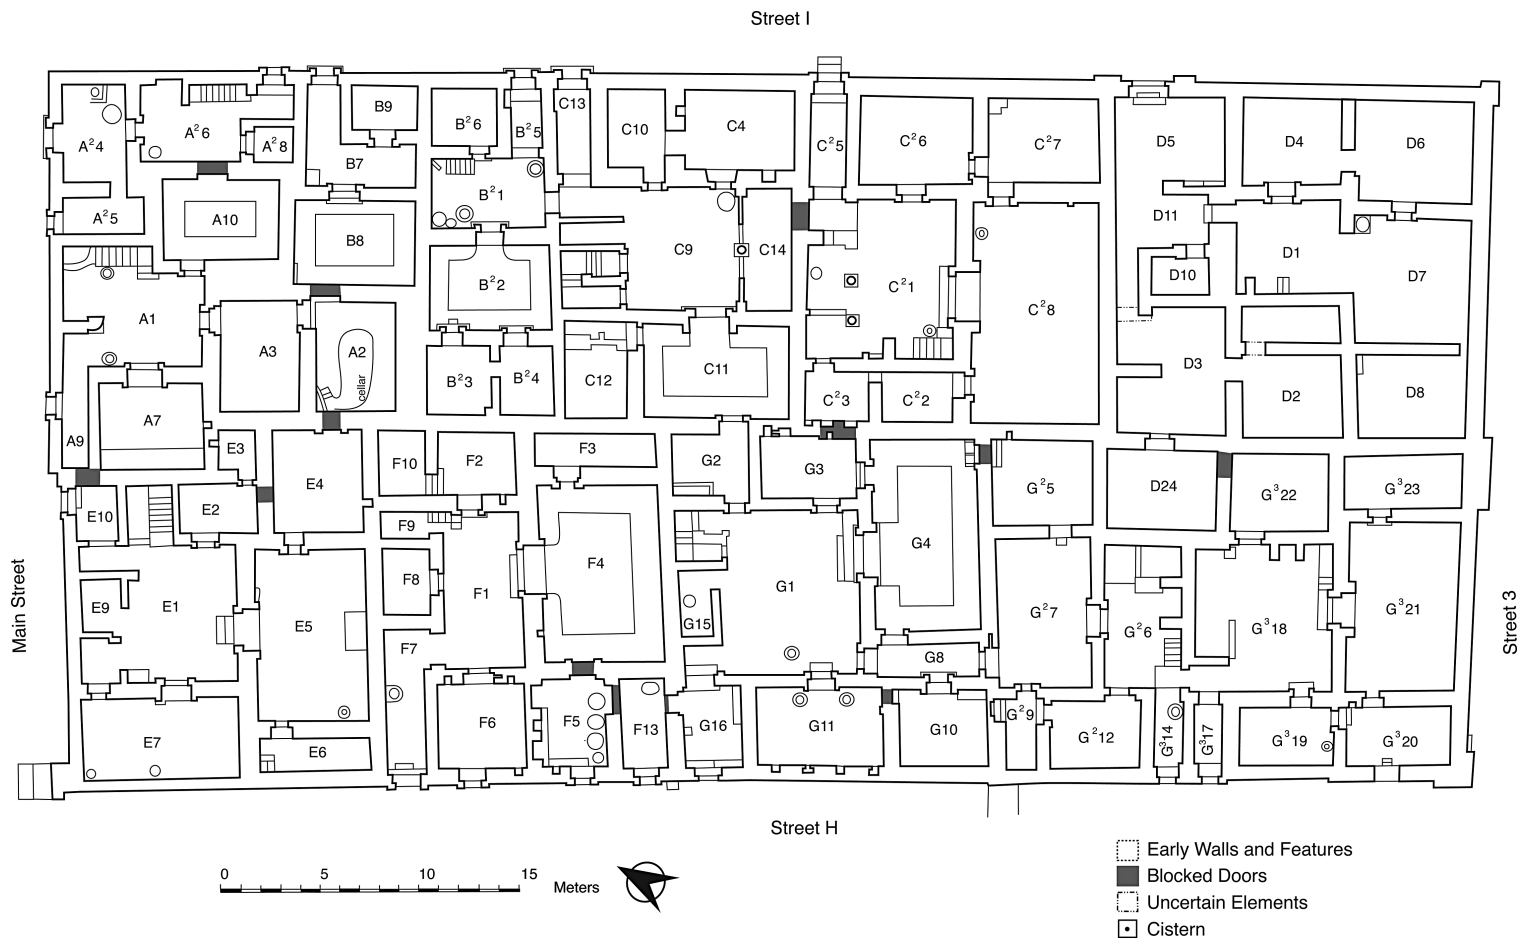 Street I
B9
C13
A²4
A²6
A²8
B²6
B²5
C10
C4
C²5
C²6
C²7
D5
D4
D6
B7
A²5
A10
B8
B²1
C9
C14
D11
D1
D7
D10
B²2
C²1
C²8
A1
A3
A2
cellar
B²3
B²4
C12
C11
C²3
C²2
D3
D2
D8
A7
A9
E3
E4
F10
F2
F3
G2
G3
G²5
D24
G³22
G³23
E10
E2
F9
F4
G4
Main Street
E9
E1
E5
F8
F1
F7
G1
G15
G8
G²7
G²6
G³18
G³21
Street 3
E7
E6
F6
F5
F13
G16
G11
G10
G²9
G²12
G³14
G³17
G³19
G³20
Street H
0 5 10 15
Meters
Early Walls and Features
Blocked Doors
Uncertain Elements
Cistern